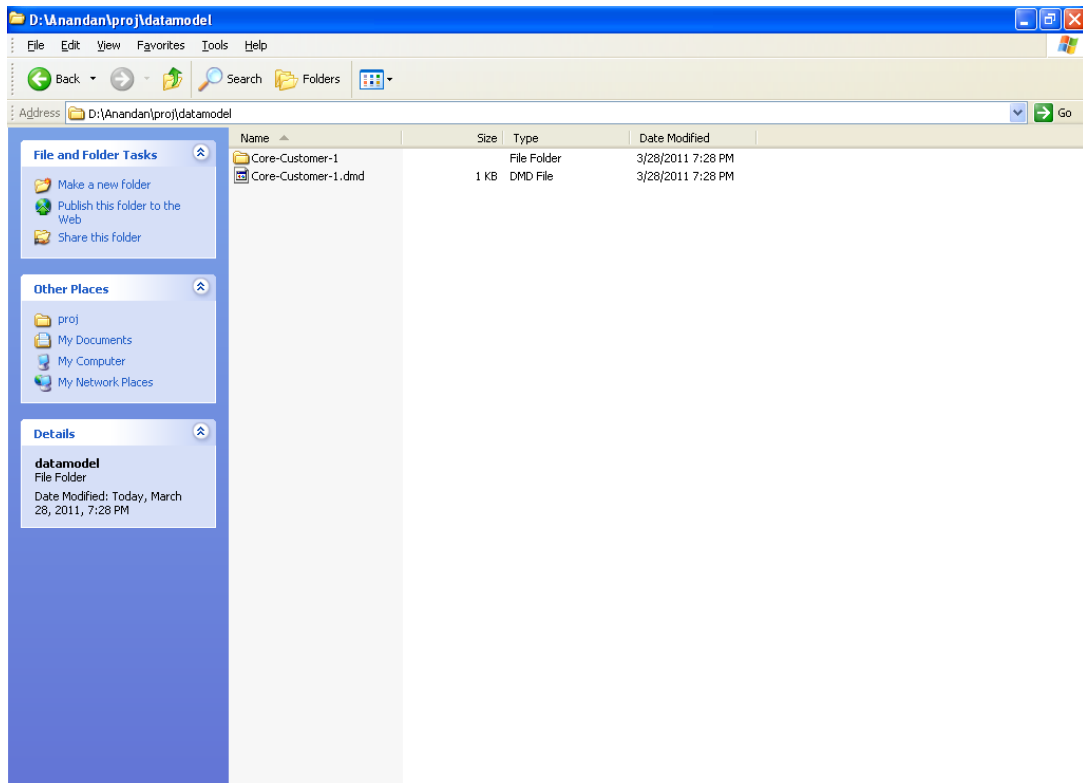 D:\Anandan\proj\datamodel
File Edit View Favorites Tools Help
Back Search Folders
Address D:\Anandan\proj\datamodel Go
Name Size Type Date Modified
Core-Customer-1 File Folder 3/28/2011 7:28 PM
Core-Customer-1.dmd 1 KB DMD File 3/28/2011 7:28 PM
File and Folder Tasks
Make a new folder
Publish this folder to the
Web
Share this folder
Other Places
proj
My Documents
My Computer
My Network Places
Details
datamodel
File Folder
Date Modified: Today, March
28, 2011, 7:28 PM